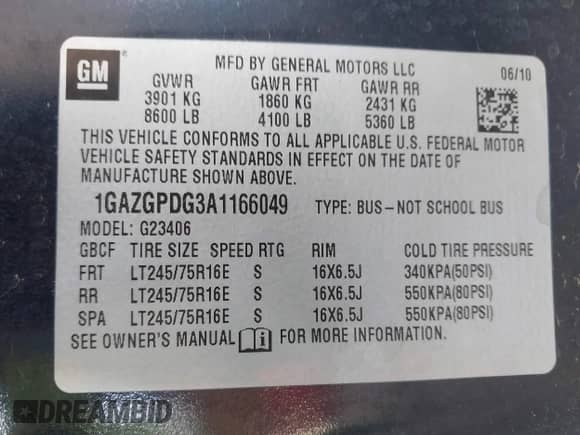 GM
MFD BY GENERAL MOTORS LLC
06/10
GVWR GAWR FRT GAWR RR
3901 KG 1860 KG 2431 KG
8600 LB 4100 LB 5360 LB
THIS VEHICLE CONFORMS TO ALL APPLICABLE U.S. FEDERAL MOTOR
VEHICLE SAFETY STANDARDS IN EFFECT ON THE DATE OF
MANUFACTURE SHOWN ABOVE.
1GAZGPDG3A1166049 TYPE: BUS-NOT SCHOOL BUS
MODEL: G23406
GBCF TIRE SIZE SPEED RTG RIM COLD TIRE PRESSURE
FRT LT245/75R16E S 16X6.5J 340KPA(50PSI)
RR LT245/75R16E S 16X6.5J 550KPA(80PSI)
SPA LT245/75R16E S 16X6.5J 550KPA(80PSI)
SEE OWNER'S MANUAL FOR MORE INFORMATION.
DREAMBID